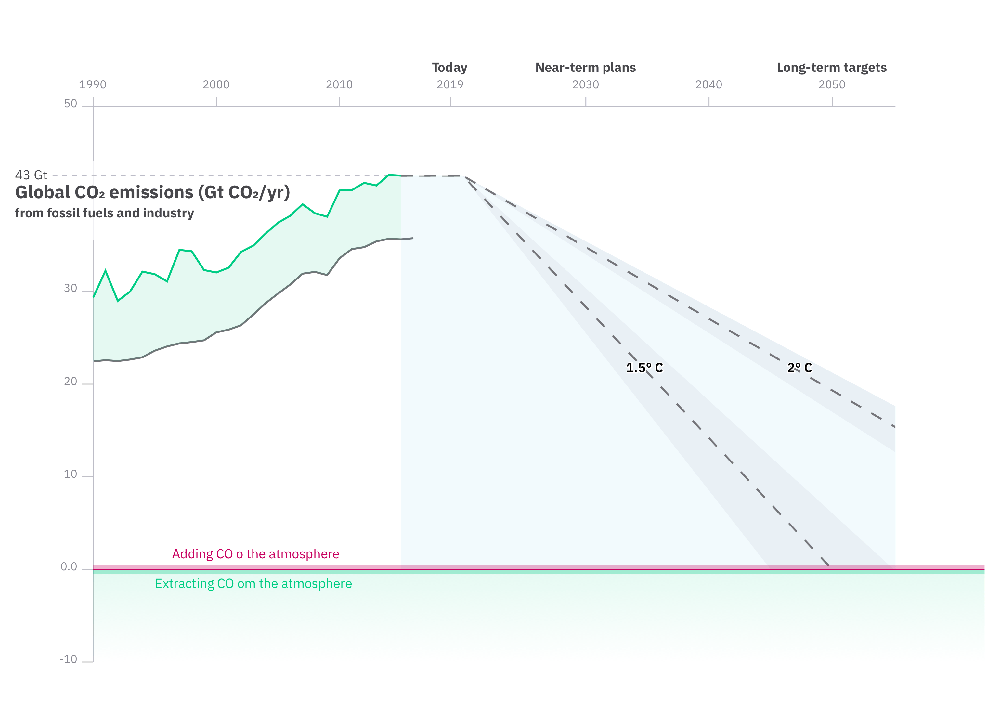 Today
Near-term plans
Long-term targets
1990
2000
2010
2019
2030
2040
2050
50
43 Gt
Global CO₂ emissions (Gt CO₂/yr)
from fossil fuels and industry
30
20
1.5º C
2º C
10
Adding CO o the atmosphere
0.0
Extracting CO om the atmosphere
-10